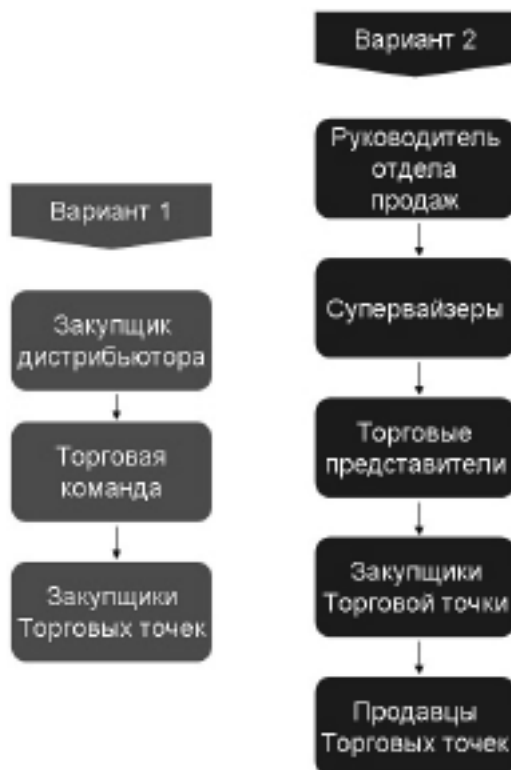 Вариант 1
Закупщик
дистрибьютора
Торговая
команда
Закупщики
Торговых точек
Вариант 2
Руководитель
отдела
продаж
Супервайзеры
Торговые
представители
Закупщики
Торговой точки
Продавцы
Торговых точек